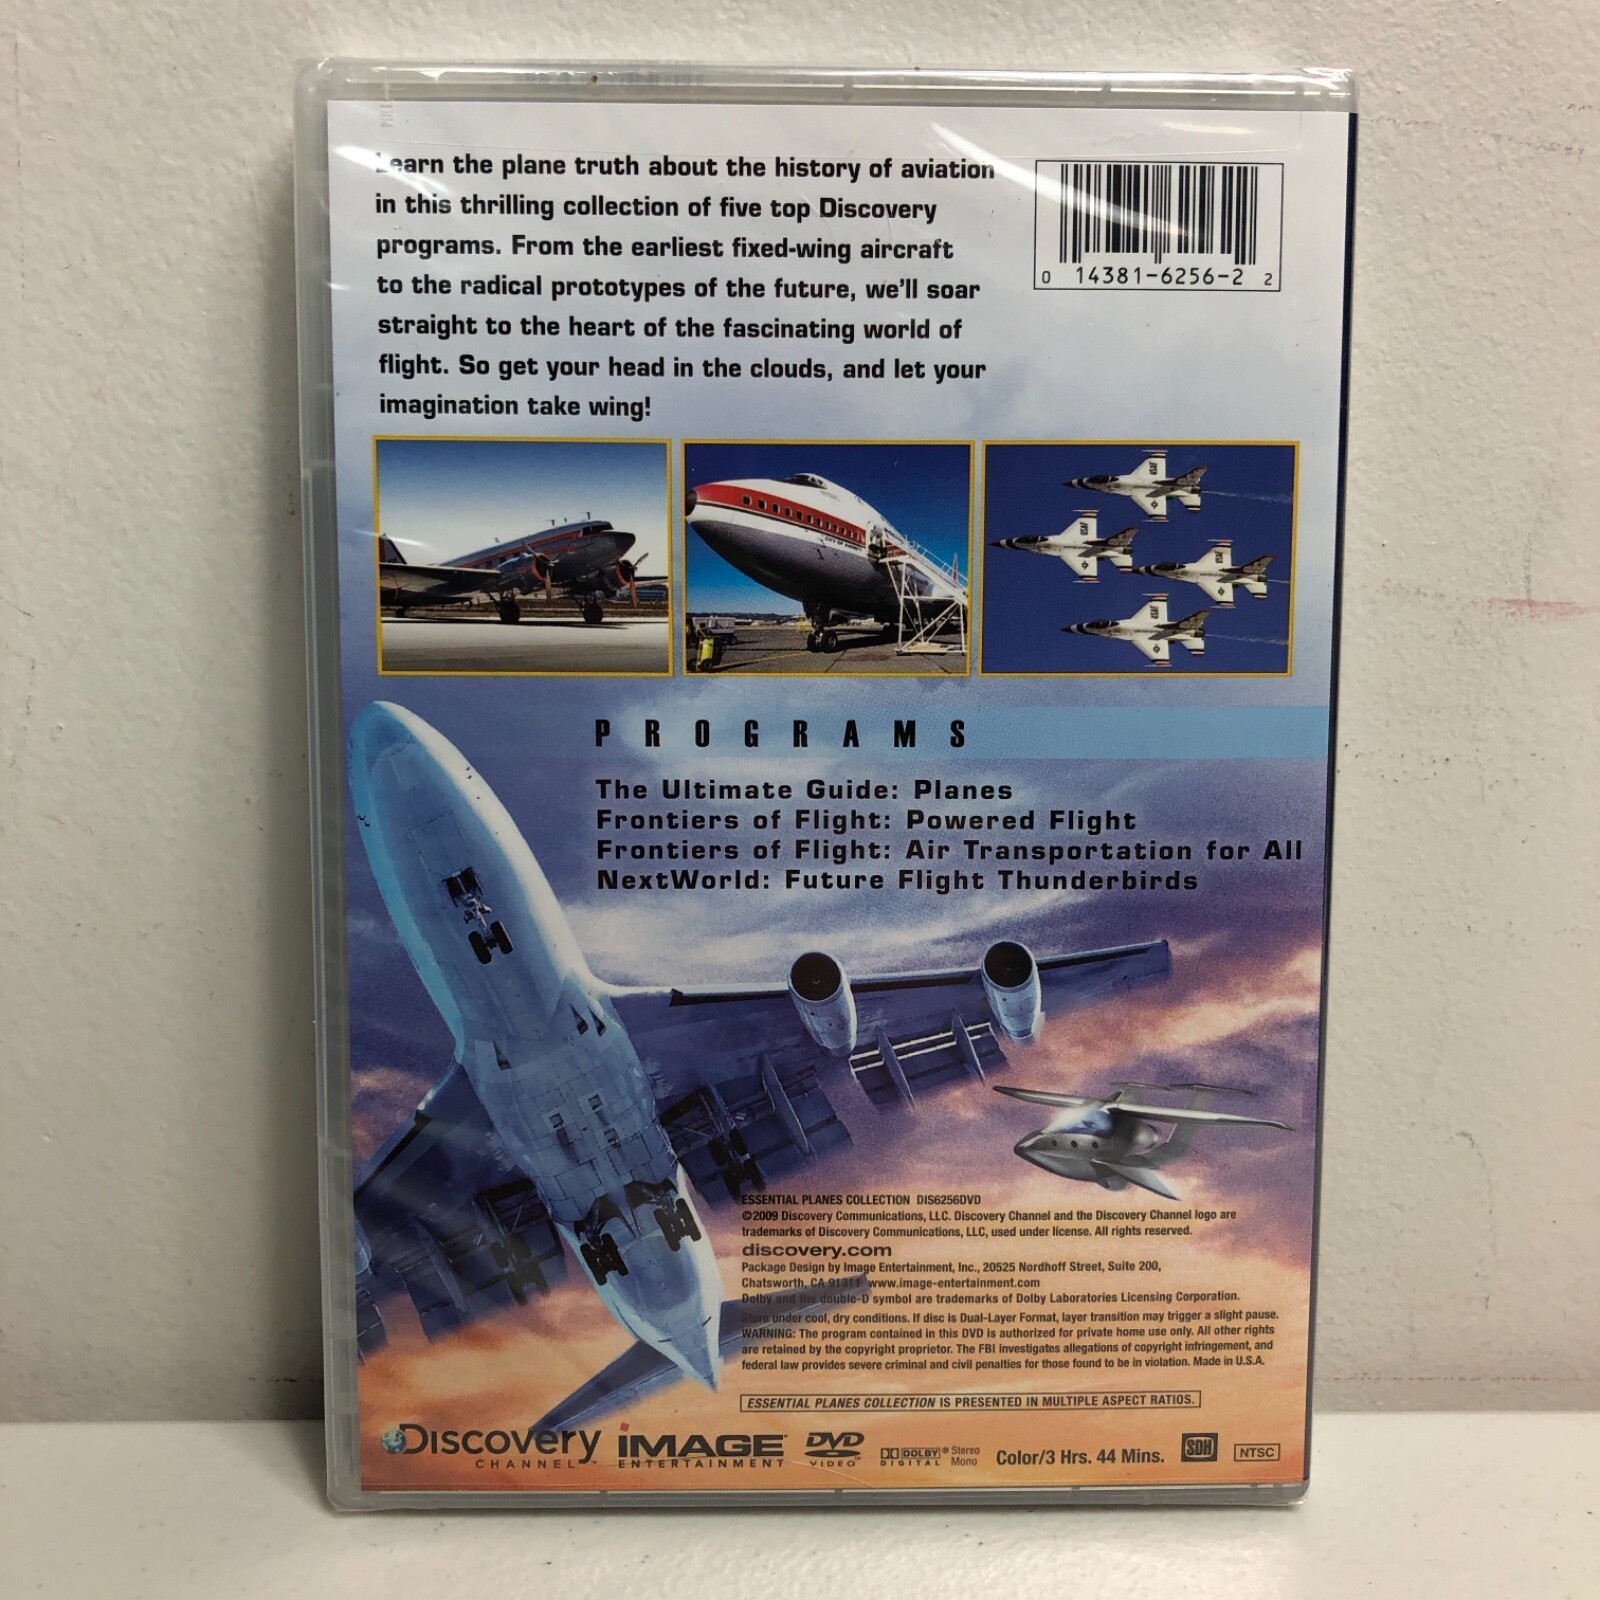 Learn the plane truth about the history of aviation
in this thrilling collection of five top Discovery
programs. From the earliest fixed-wing aircraft
to the radical prototypes of the future, we'll soar
straight to the heart of the fascinating world of
flight. So get your head in the clouds, and let your
imagination take wing!
0 14381-6256-2 2
USAF
USAF
USAF
USAF
PROGRAMS
The Ultimate Guide: Planes
Frontiers of Flight: Powered Flight
Frontiers of Flight: Air Transportation for All
NextWorld: Future Flight Thunderbirds
ESSENTIAL PLANES COLLECTION DIS6256DVD
©2009 Discovery Communications, LLC. Discovery Channel and the Discovery Channel logo are
trademarks of Discovery Communications, LLC, used under license. All rights reserved.
discovery.com
Package Design by Image Entertainment, Inc., 20525 Nordhoff Street, Suite 200,
Chatsworth, CA 91311 www.image-entertainment.com
Dolby and the double-D symbol are trademarks of Dolby Laboratories Licensing Corporation.
Store under cool, dry conditions. If disc is Dual-Layer Format, layer transition may trigger a slight pause.
WARNING: The program contained in this DVD is authorized for private home use only. All other rights
are retained by the copyright proprietor. The FBI investigates allegations of copyright infringement, and
federal law provides severe criminal and civil penalties for those found to be in violation. Made in U.S.A.
ESSENTIAL PLANES COLLECTION IS PRESENTED IN MULTIPLE ASPECT RATIOS.
Discovery CHANNEL™
iMAGE ENTERTAINMENT®
DVD VIDEO™
DOLBY® DIGITAL Stereo Mono
Color/3 Hrs. 44 Mins.
SDH
NTSC